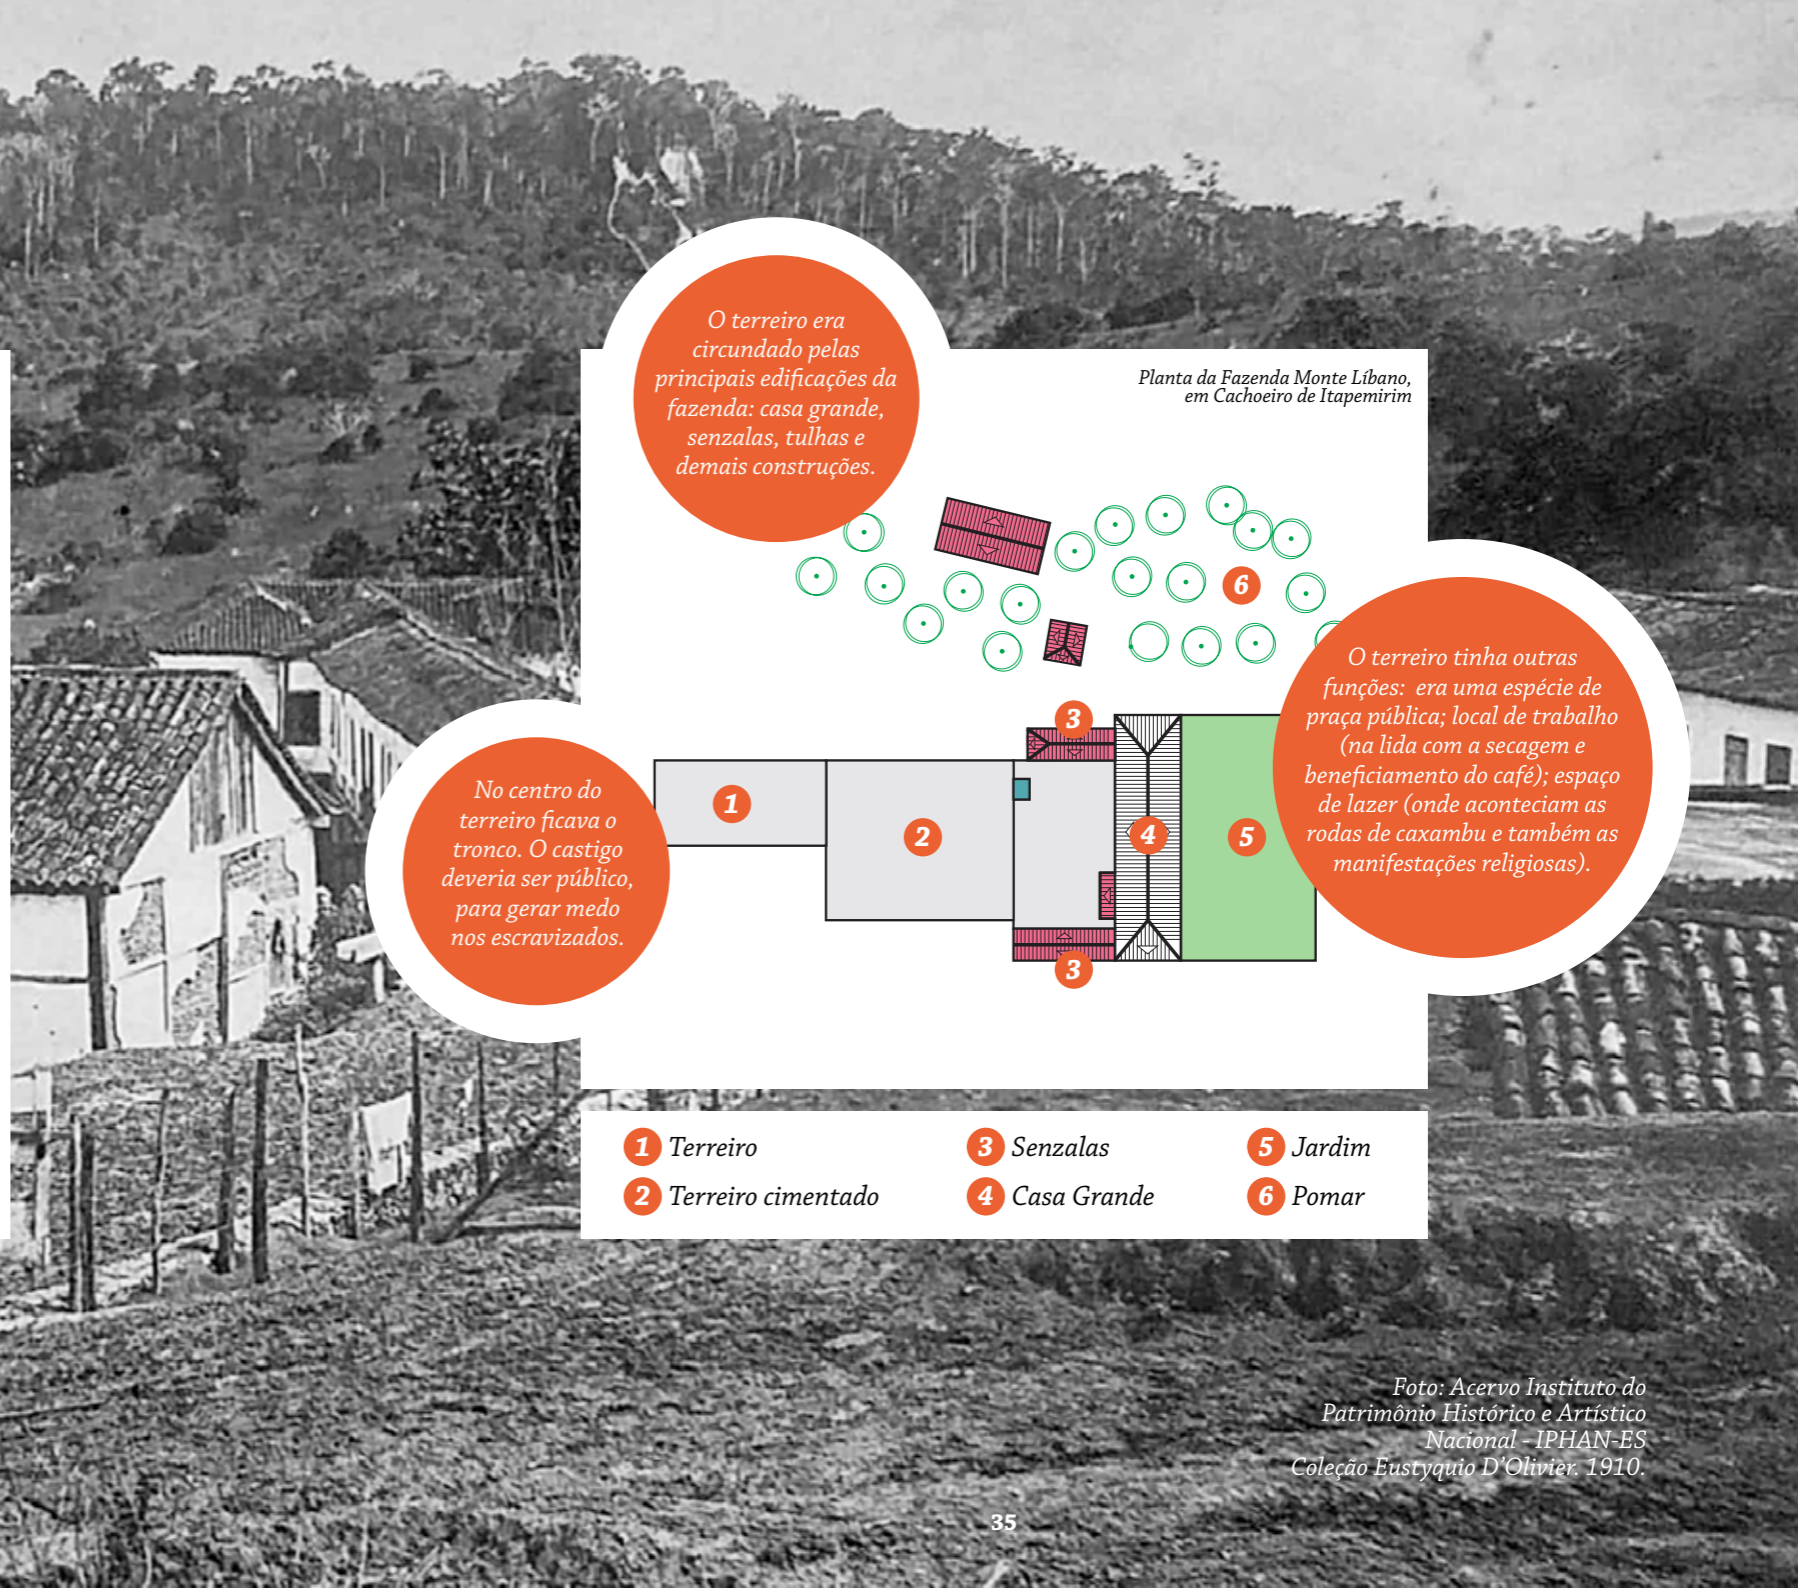 O terreiro era
circundado pelas
principais edificações da
fazenda: casa grande,
senzalas, tulhas e
demais construções.
Planta da Fazenda Monte Líbano,
em Cachoeiro de Itapemirim
6
O terreiro tinha outras
funções: era uma espécie de
praça pública; local de trabalho
(na lida com a secagem e
beneficiamento do café); espaço
de lazer (onde aconteciam as
rodas de caxambu e também as
manifestações religiosas).
No centro do
terreiro ficava o
tronco. O castigo
deveria ser público,
para gerar medo
nos escravizados.
3
1
2
4
5
3
1 Terreiro
2 Terreiro cimentado
3 Senzalas
4 Casa Grande
5 Jardim
6 Pomar
Foto: Acervo Instituto do
Patrimônio Histórico e Artístico
Nacional - IPHAN-ES
Coleção Eustyquio D'Olivier. 1910.
35